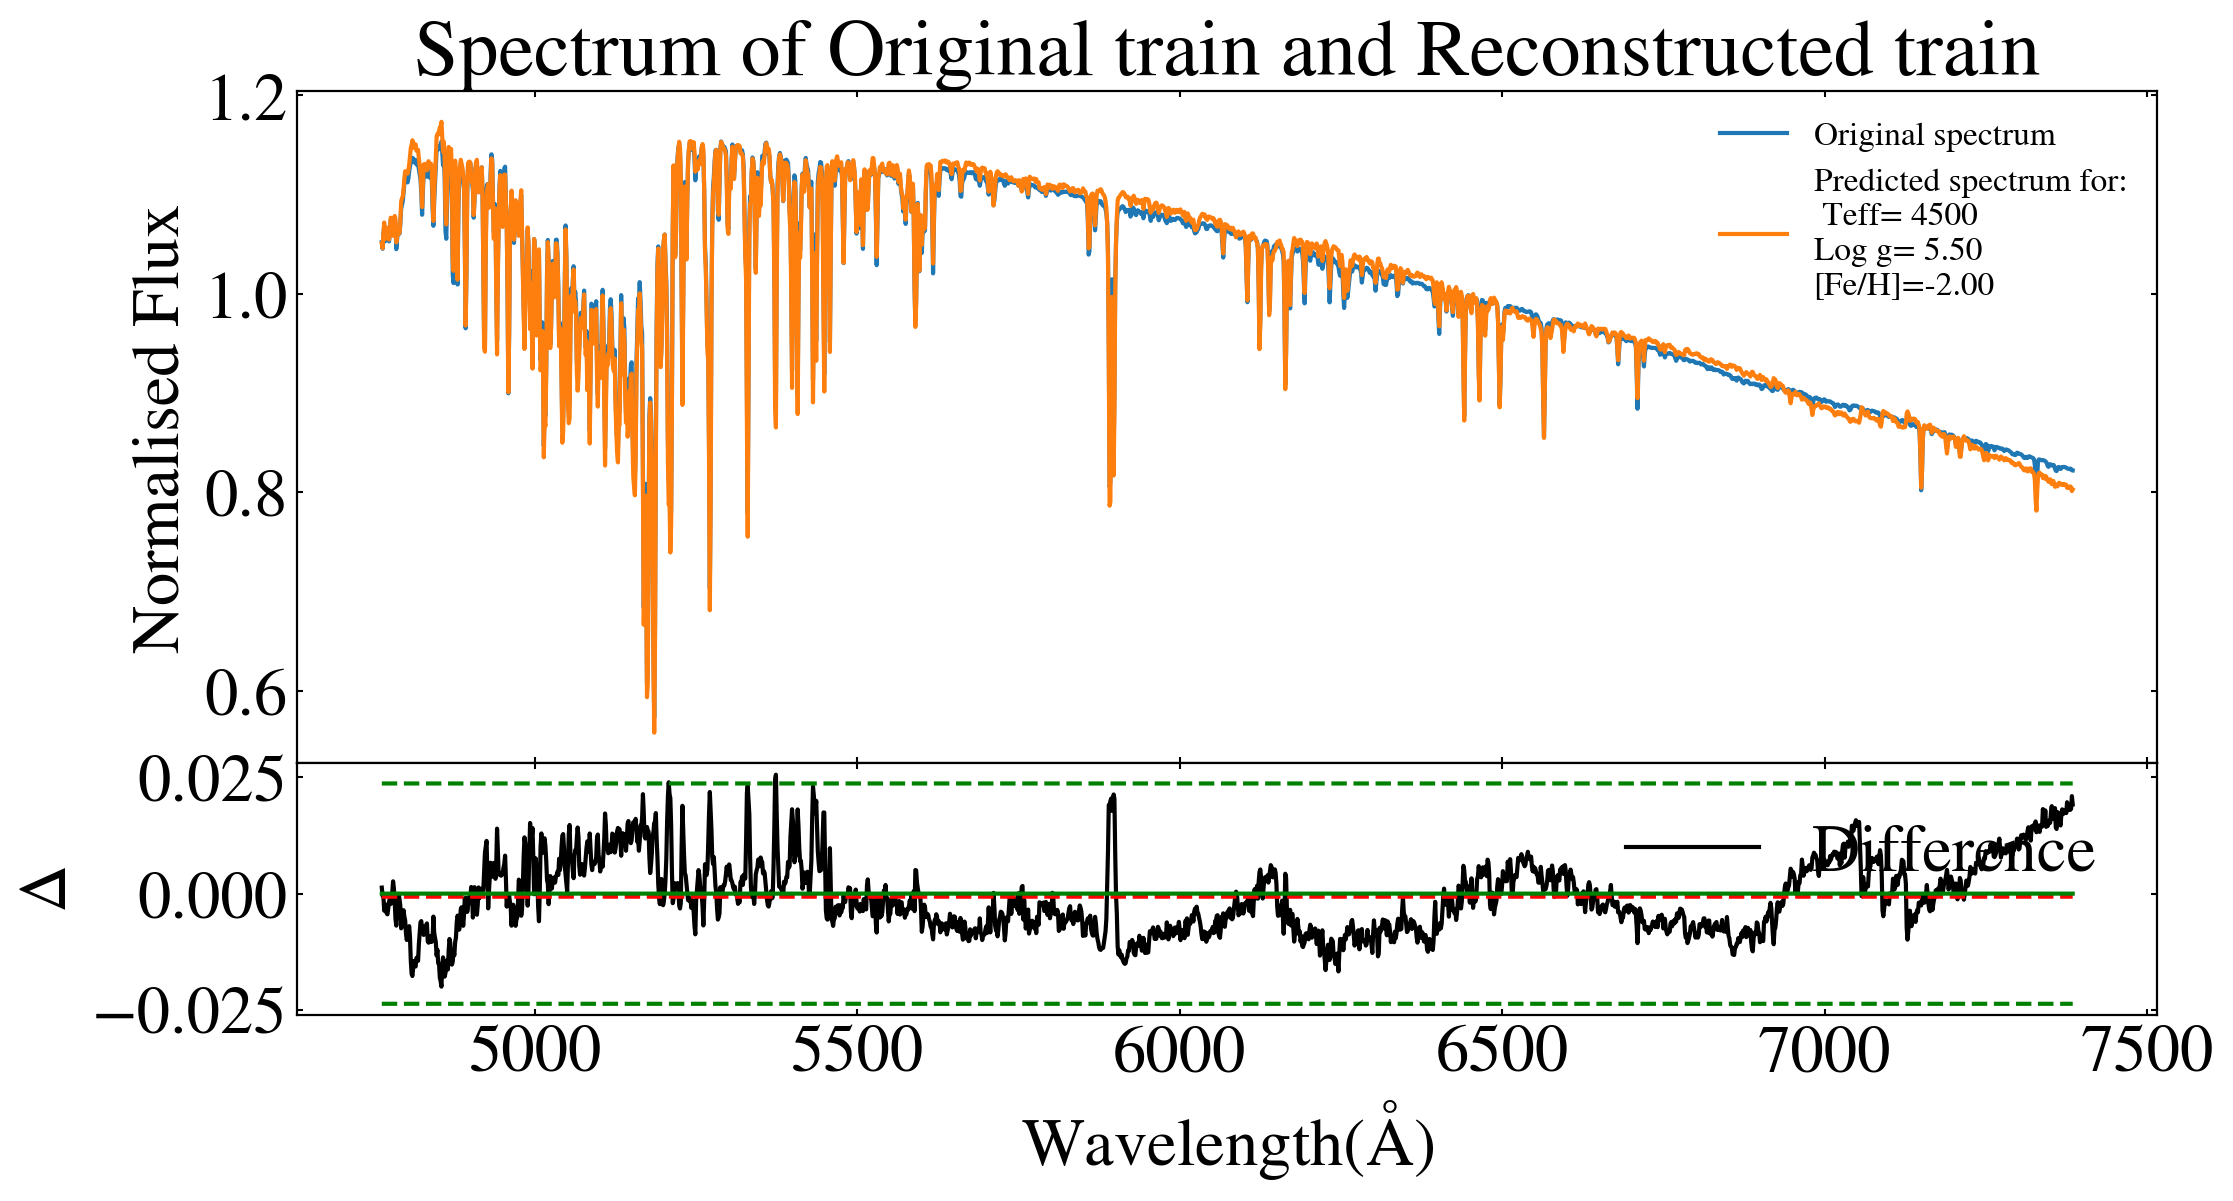 Spectrum of Original train and Reconstructed train
1.2
1.0
0.8
0.6
Normalised Flux
Original spectrum
Predicted spectrum for:
Teff= 4500
Log g= 5.50
[Fe/H]=-2.00
0.025
0.000
−0.025
Δ
Difference
5000
5500
6000
6500
7000
7500
Wavelength(Å)